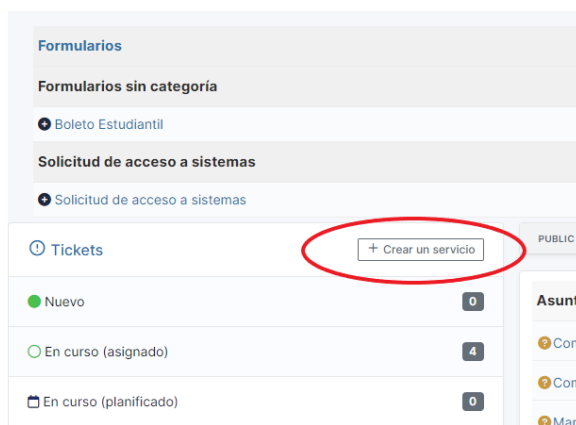 Formularios
Formularios sin categoría
Boleto Estudiantil
Solicitud de acceso a sistemas
Solicitud de acceso a sistemas
Tickets
+ Crear un servicio
PUBLIC
Nuevo 0
En curso (asignado) 4
En curso (planificado) 0
Asunt
Con
Con
Mar